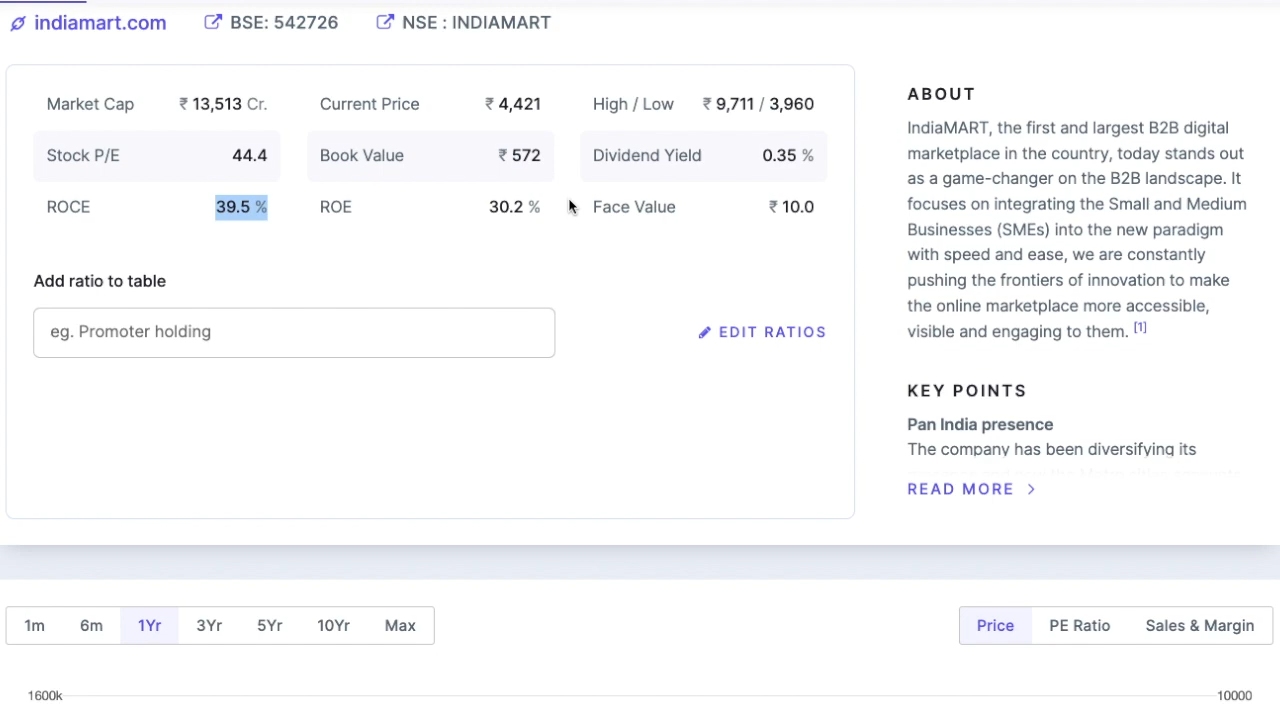 indiamart.com BSE: 542726 NSE : INDIAMART
Market Cap ₹ 13,513 Cr. Current Price ₹ 4,421 High / Low ₹ 9,711 / 3,960
Stock P/E 44.4 Book Value ₹ 572 Dividend Yield 0.35 %
ROCE 39.5 % ROE 30.2 % Face Value ₹ 10.0
Add ratio to table
eg. Promoter holding
EDIT RATIOS
ABOUT
IndiaMART, the first and largest B2B digital
marketplace in the country, today stands out
as a game-changer on the B2B landscape. It
focuses on integrating the Small and Medium
Businesses (SMEs) into the new paradigm
with speed and ease, we are constantly
pushing the frontiers of innovation to make
the online marketplace more accessible,
visible and engaging to them. [1]
KEY POINTS
Pan India presence
The company has been diversifying its
READ MORE
1m 6m 1Yr 3Yr 5Yr 10Yr Max
Price PE Ratio Sales & Margin
1600k 10000